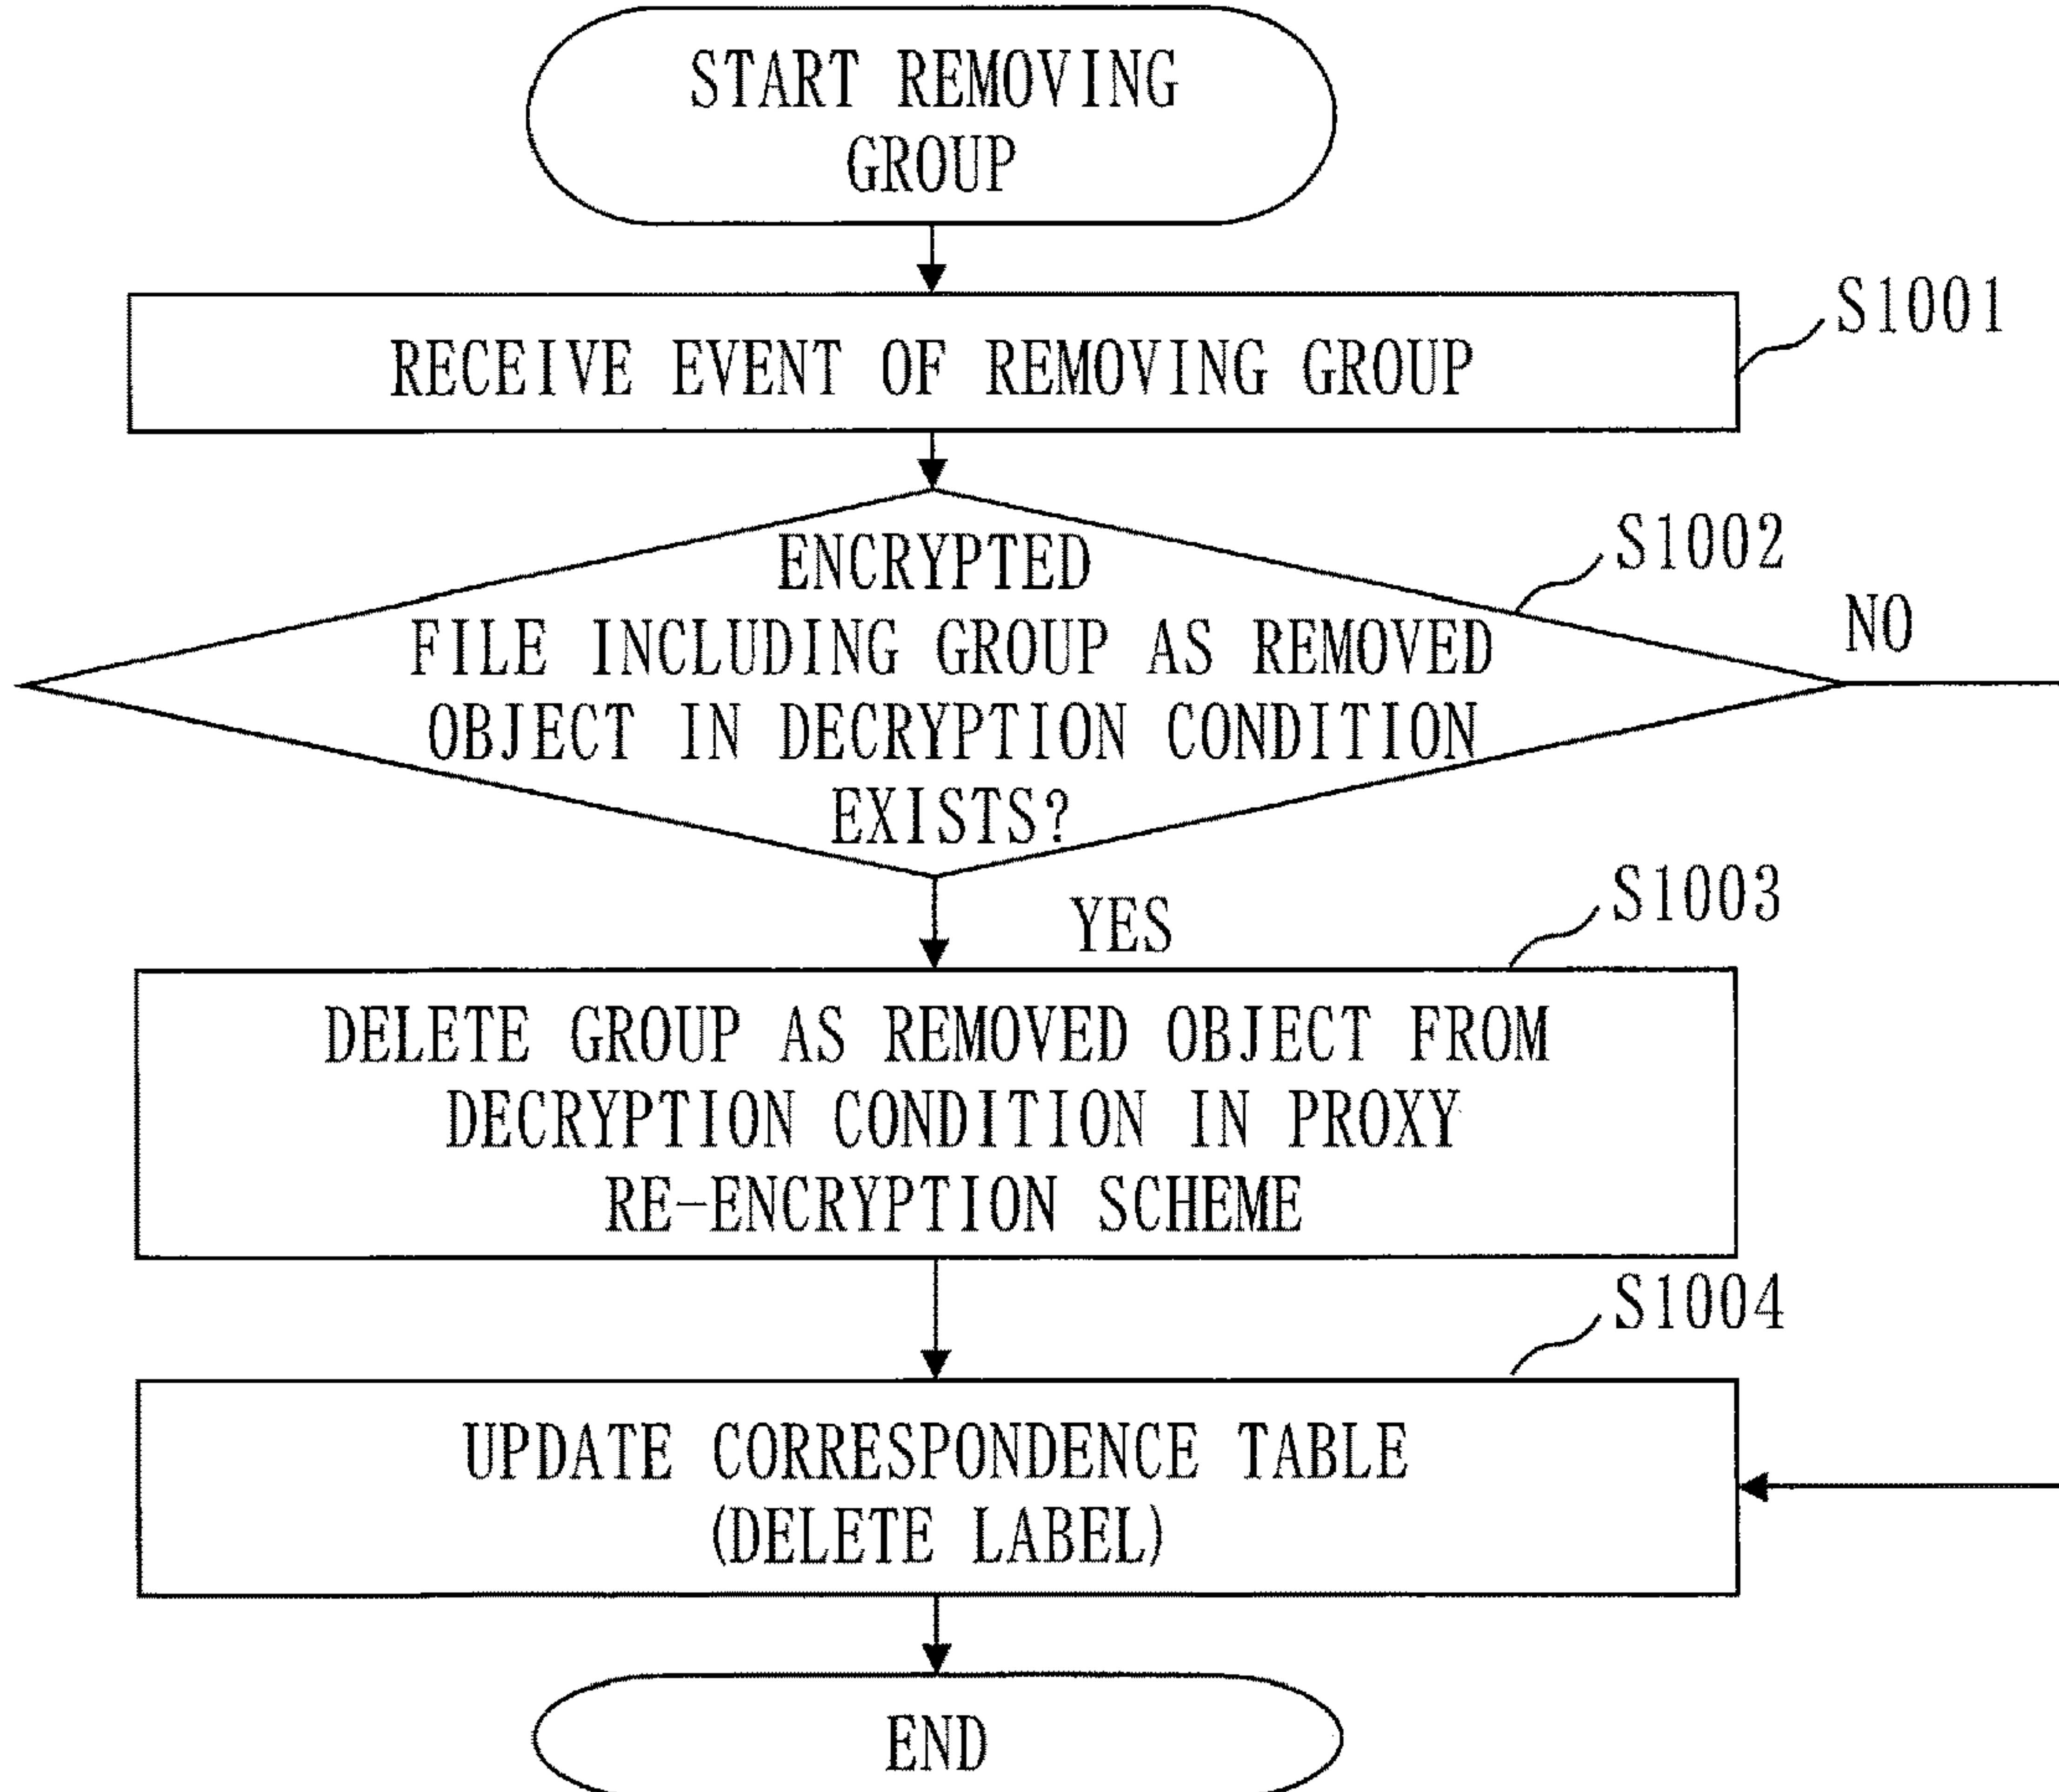 START REMOVING
GROUP
S1001
RECEIVE EVENT OF REMOVING GROUP
S1002
ENCRYPTED
NO
FILE INCLUDING GROUP AS REMOVED
OBJECT IN DECRYPTION CONDITION
EXISTS?
YES
S1003
DELETE GROUP AS REMOVED OBJECT FROM
DECRYPTION CONDITION IN PROXY
RE-ENCRYPTION SCHEME
S1004
UPDATE CORRESPONDENCE TABLE
(DELETE LABEL)
END